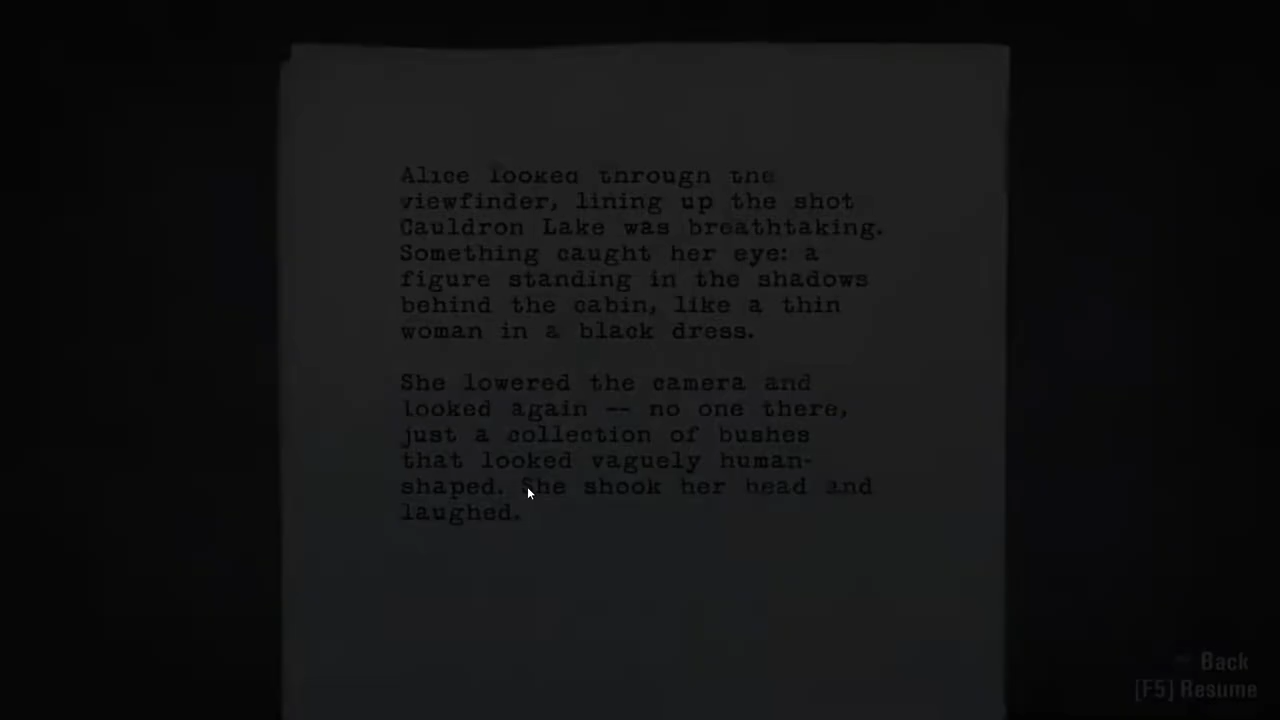 Alice looked through the
viewfinder, lining up the shot
Cauldron Lake was breathtaking.
Something caught her eye: a
figure standing in the shadows
behind the cabin, like a thin
woman in a black dress.
She lowered the camera and
looked again -- no one there,
just a collection of bushes
that looked vaguely human-
shaped. She shook her head and
laughed.
Back
[F5] Resume